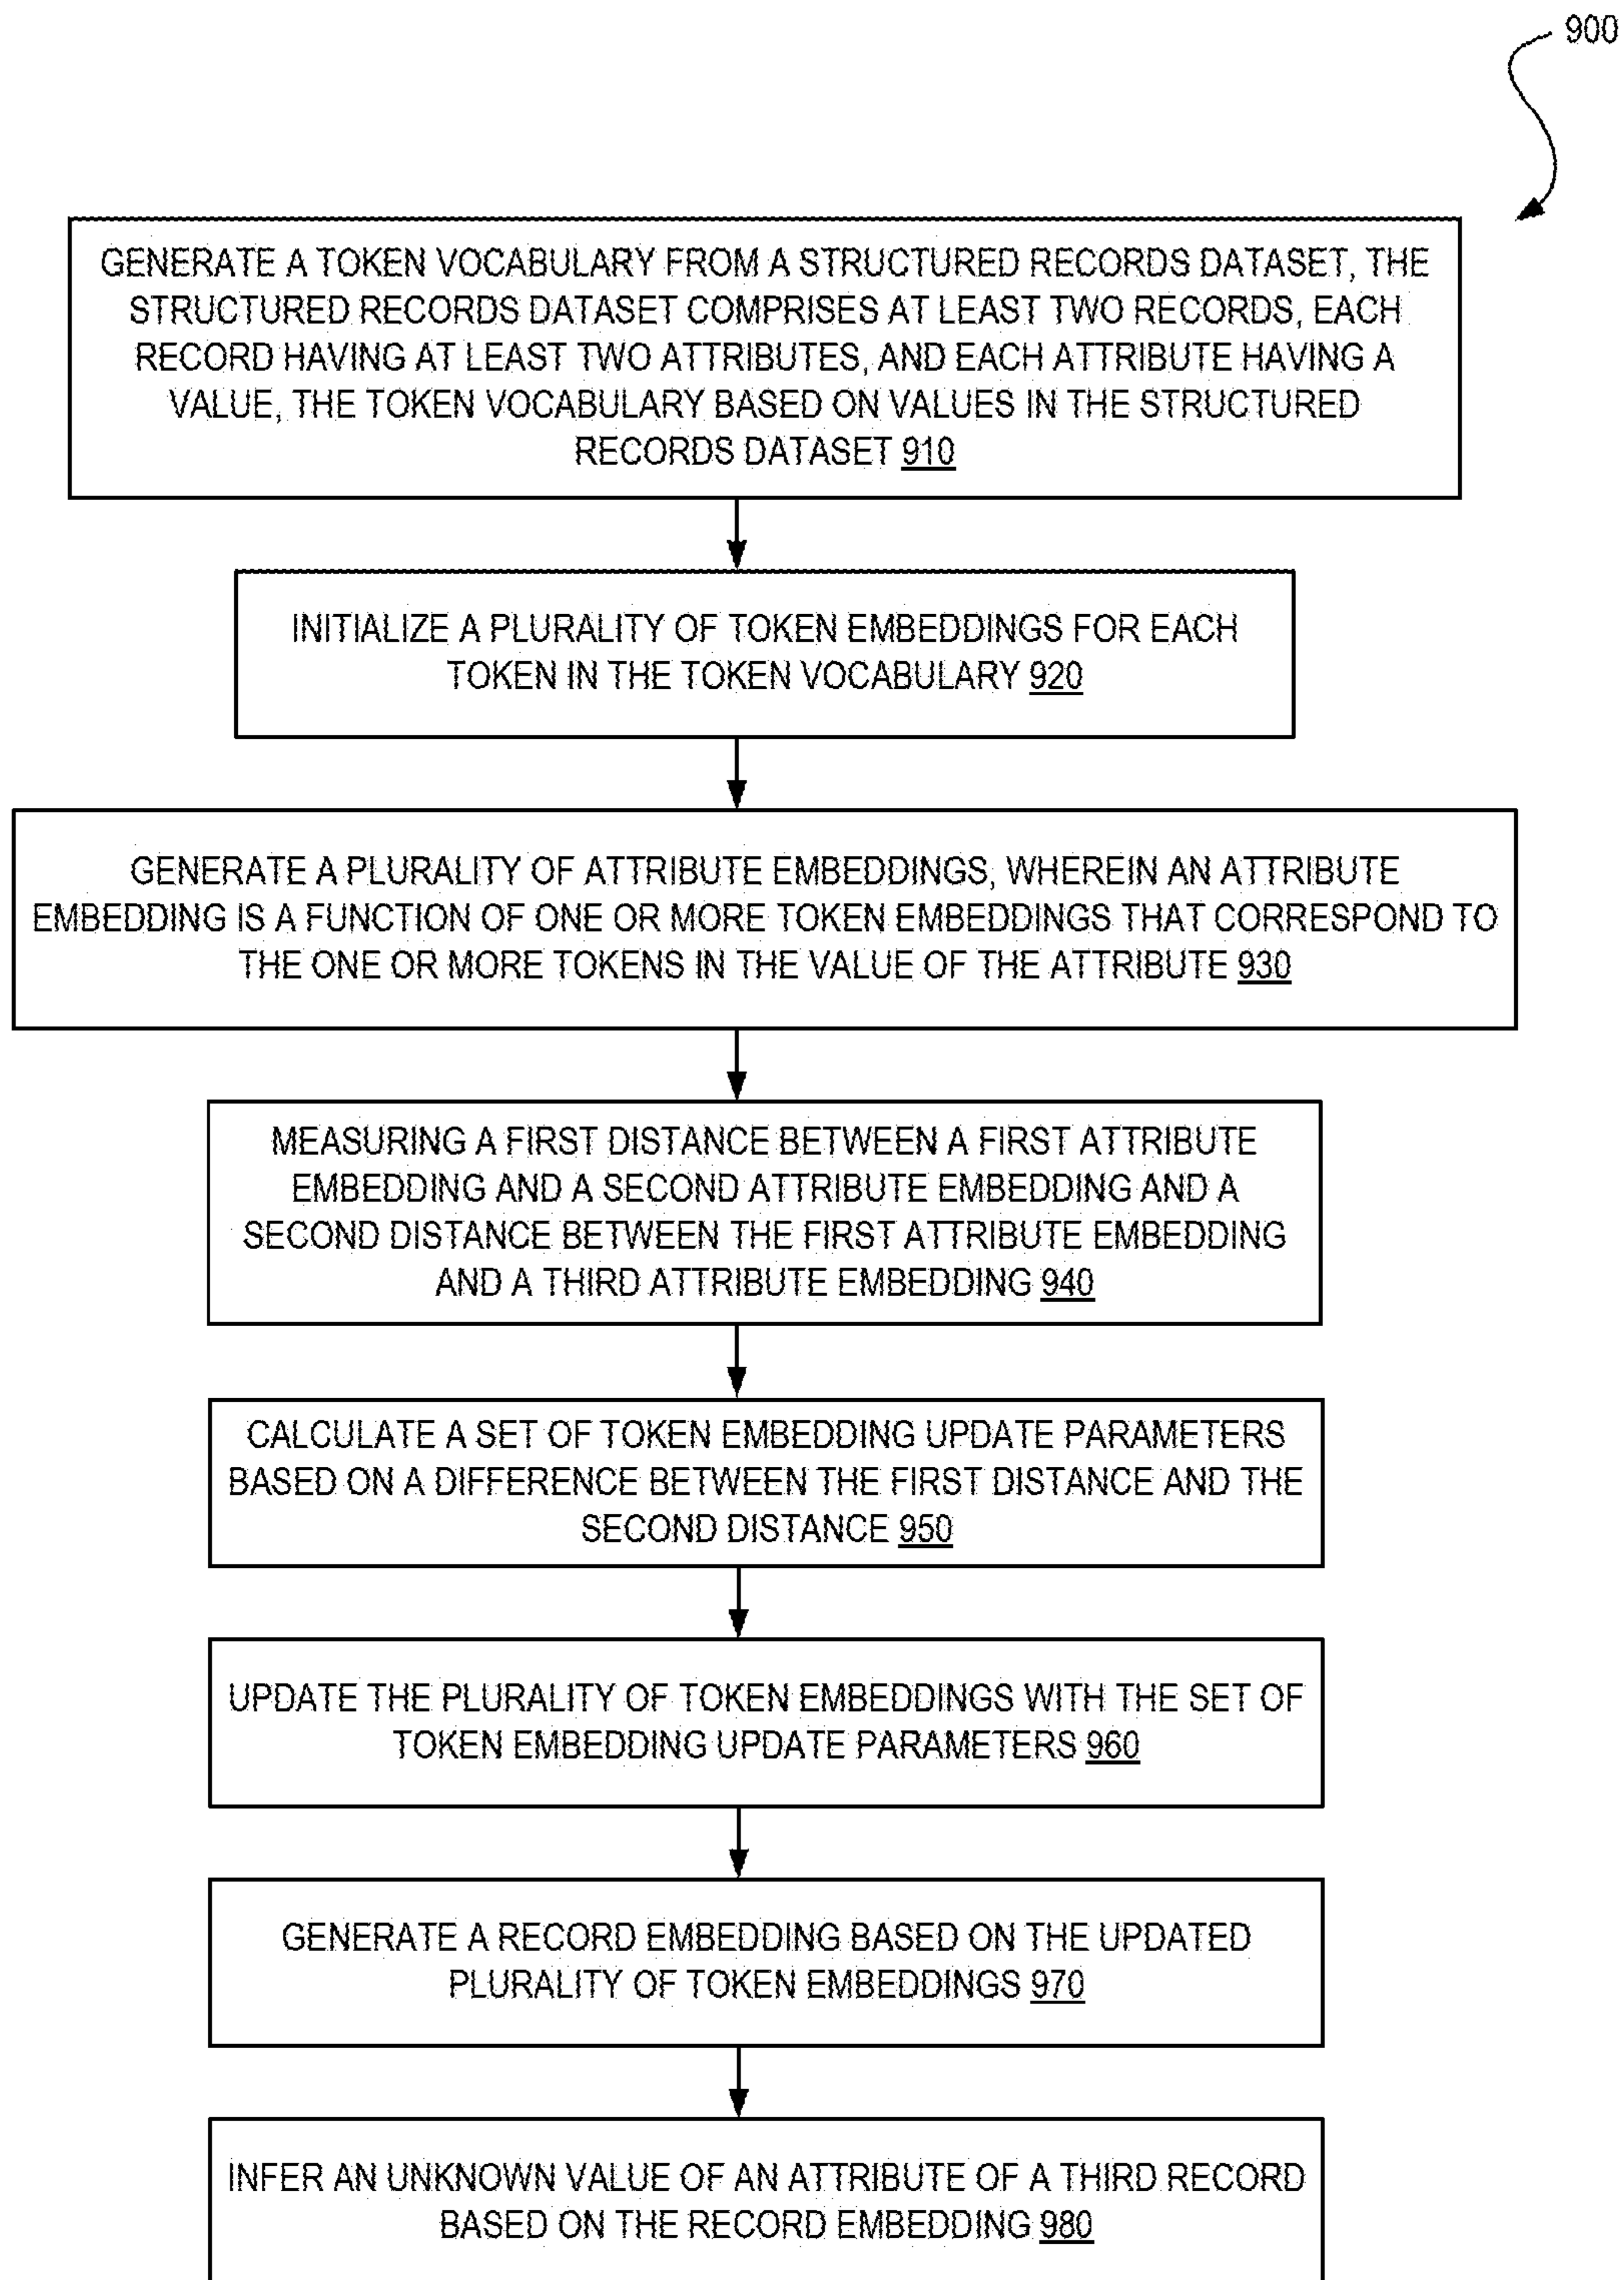 900
GENERATE A TOKEN VOCABULARY FROM A STRUCTURED RECORDS DATASET, THE
STRUCTURED RECORDS DATASET COMPRISES AT LEAST TWO RECORDS, EACH
RECORD HAVING AT LEAST TWO ATTRIBUTES, AND EACH ATTRIBUTE HAVING A
VALUE, THE TOKEN VOCABULARY BASED ON VALUES IN THE STRUCTURED
RECORDS DATASET 910
INITIALIZE A PLURALITY OF TOKEN EMBEDDINGS FOR EACH
TOKEN IN THE TOKEN VOCABULARY 920
GENERATE A PLURALITY OF ATTRIBUTE EMBEDDINGS, WHEREIN AN ATTRIBUTE
EMBEDDING IS A FUNCTION OF ONE OR MORE TOKEN EMBEDDINGS THAT CORRESPOND TO
THE ONE OR MORE TOKENS IN THE VALUE OF THE ATTRIBUTE 930
MEASURING A FIRST DISTANCE BETWEEN A FIRST ATTRIBUTE
EMBEDDING AND A SECOND ATTRIBUTE EMBEDDING AND A
SECOND DISTANCE BETWEEN THE FIRST ATTRIBUTE EMBEDDING
AND A THIRD ATTRIBUTE EMBEDDING 940
CALCULATE A SET OF TOKEN EMBEDDING UPDATE PARAMETERS
BASED ON A DIFFERENCE BETWEEN THE FIRST DISTANCE AND THE
SECOND DISTANCE 950
UPDATE THE PLURALITY OF TOKEN EMBEDDINGS WITH THE SET OF
TOKEN EMBEDDING UPDATE PARAMETERS 960
GENERATE A RECORD EMBEDDING BASED ON THE UPDATED
PLURALITY OF TOKEN EMBEDDINGS 970
INFER AN UNKNOWN VALUE OF AN ATTRIBUTE OF A THIRD RECORD
BASED ON THE RECORD EMBEDDING 980